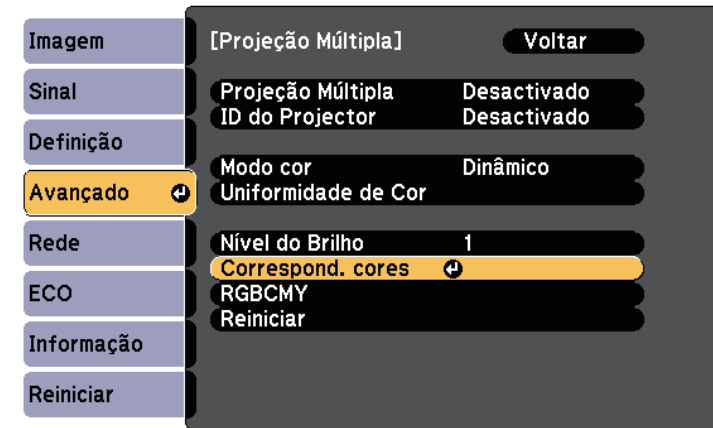 Imagem
Sinal
Definição
Avançado
Rede
ECO
Informação
Reiniciar
[Projeção Múltipla] Voltar
Projeção Múltipla Desactivado
ID do Projector Desactivado
Modo cor Dinâmico
Uniformidade de Cor
Nível do Brilho 1
Correspond. cores
RGBCMY
Reiniciar